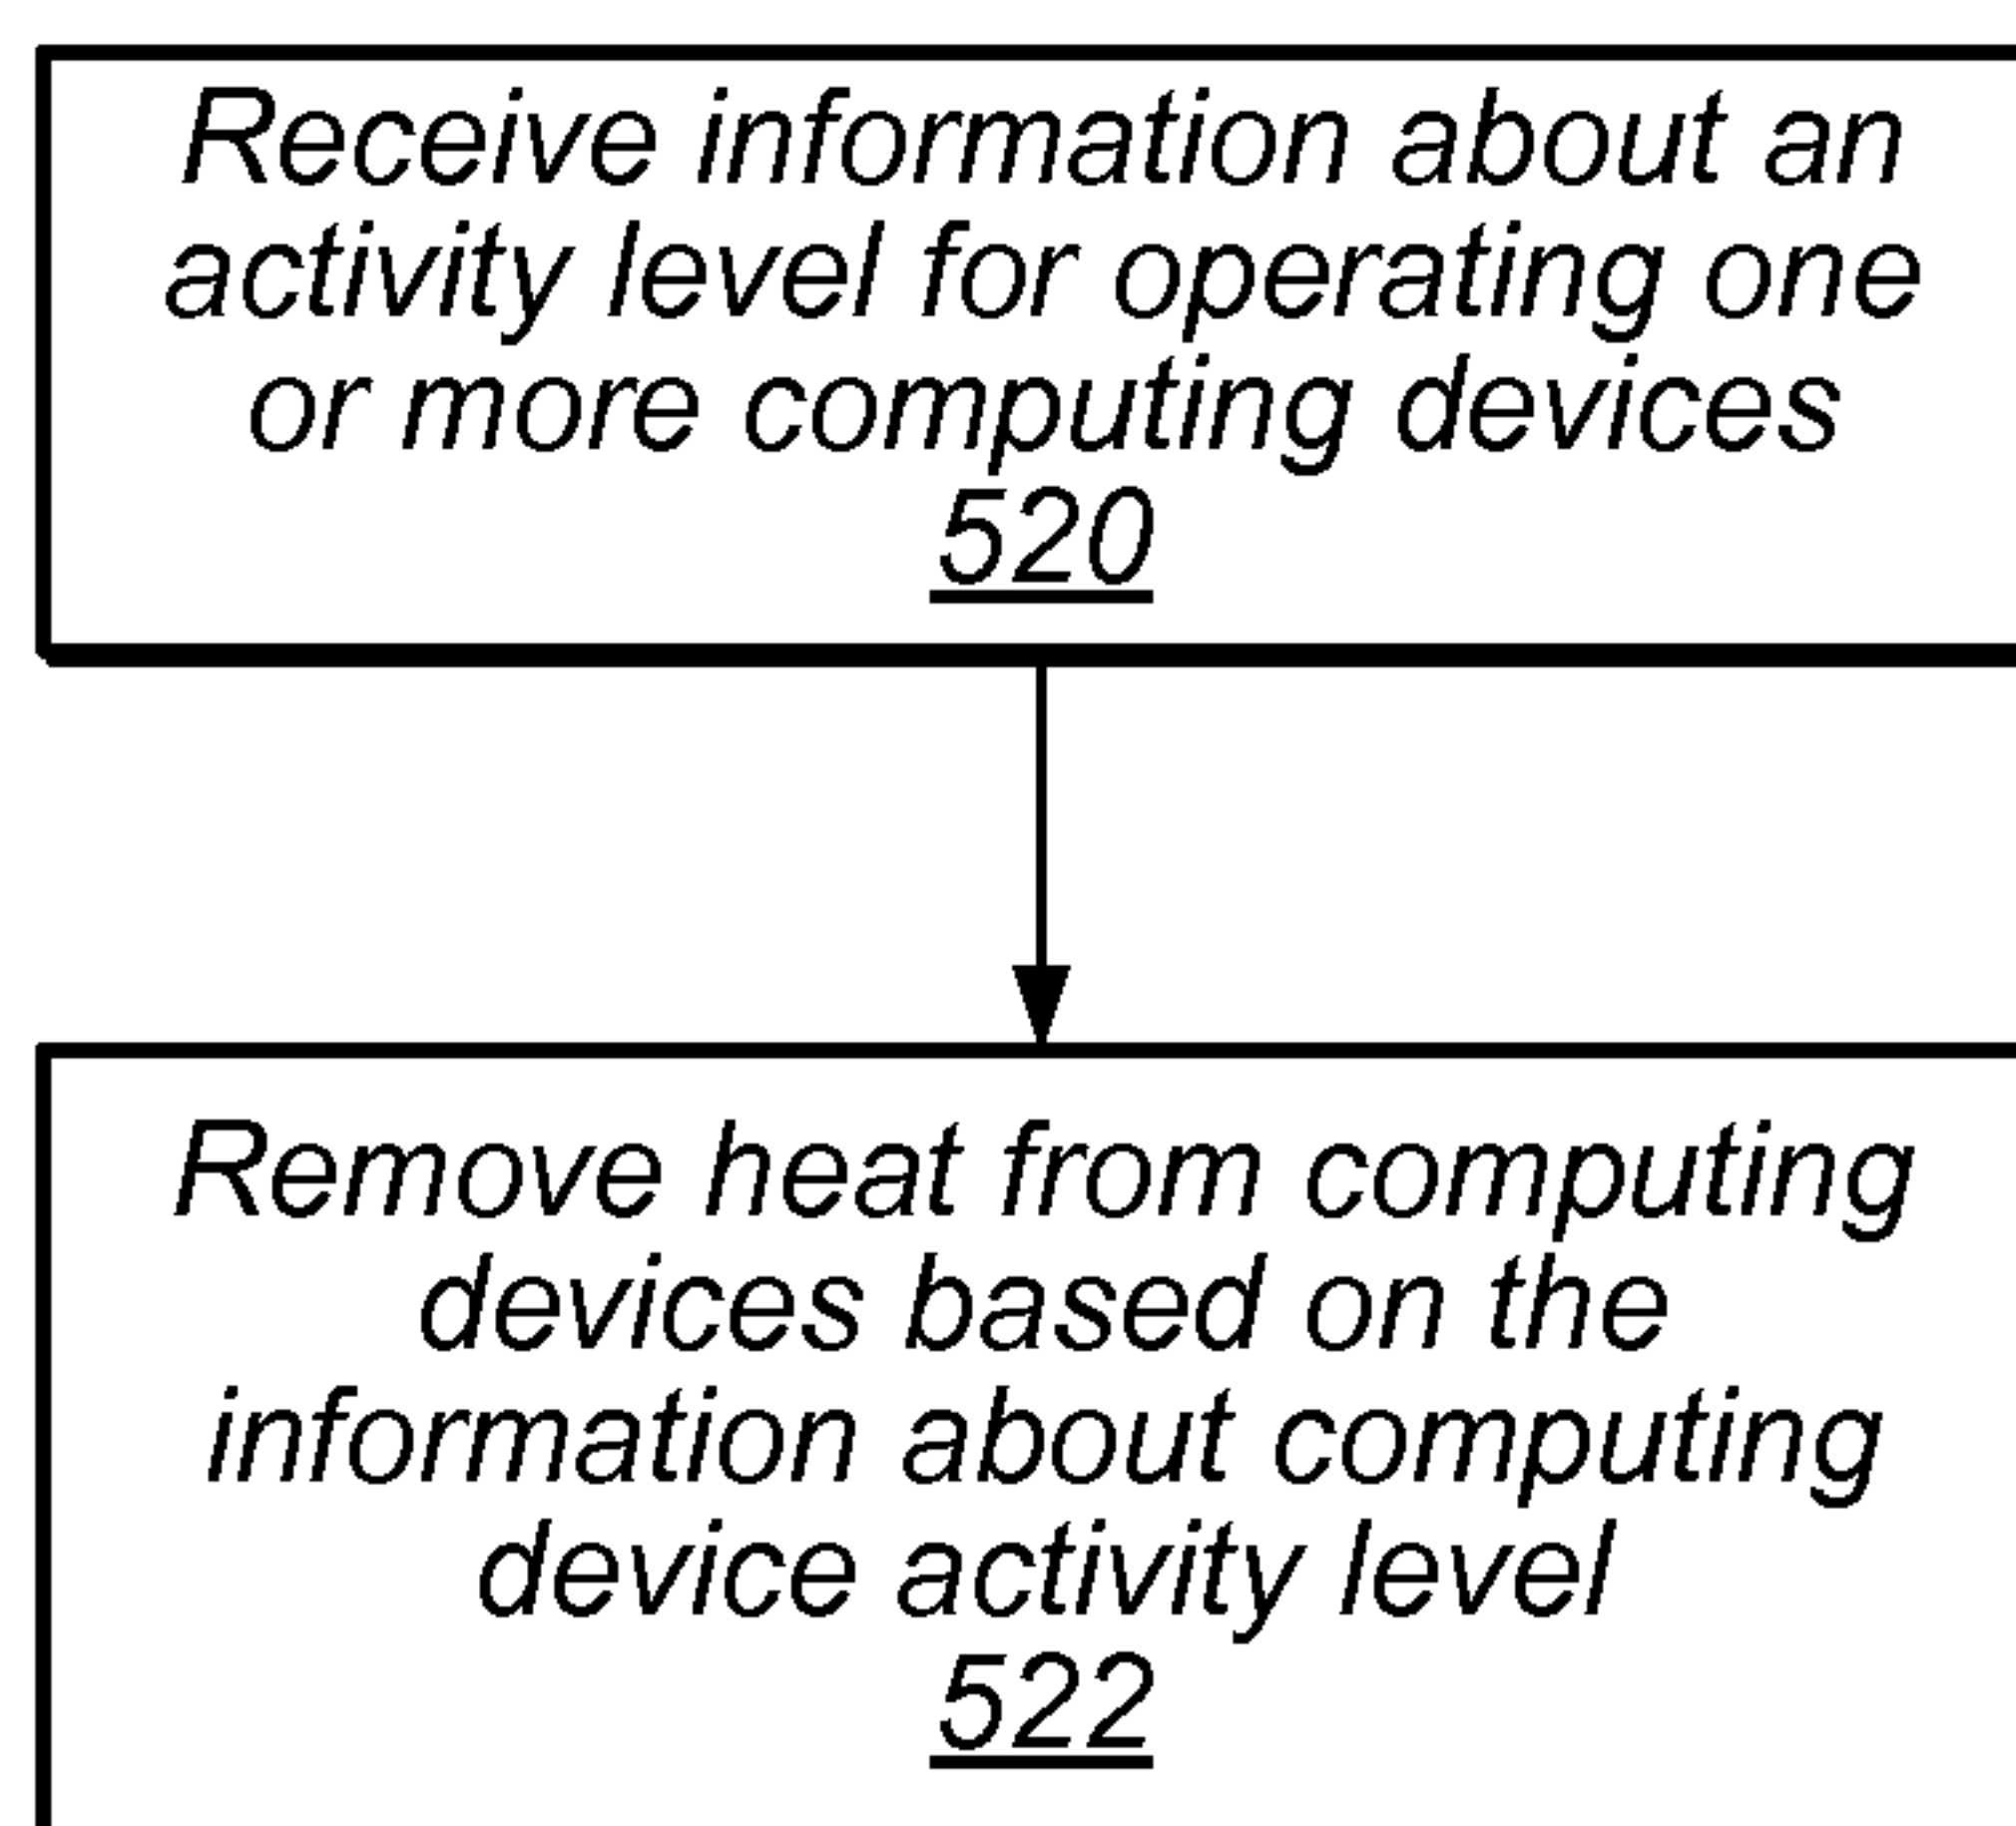 Receive information about an
activity level for operating one
or more computing devices
520
Remove heat from computing
devices based on the
information about computing
device activity level
522